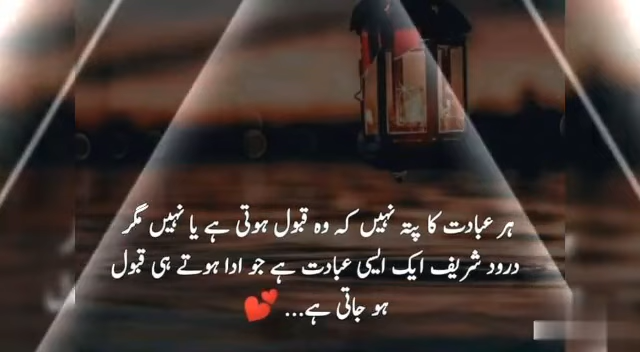 ہر عبادت کا پتہ نہیں کہ وہ قبول ہوتی ہے یا نہیں مگر
درود شریف ایک ایسی عبادت ہے جو ادا ہوتے ہی قبول
ہو جاتی ہے... 💕